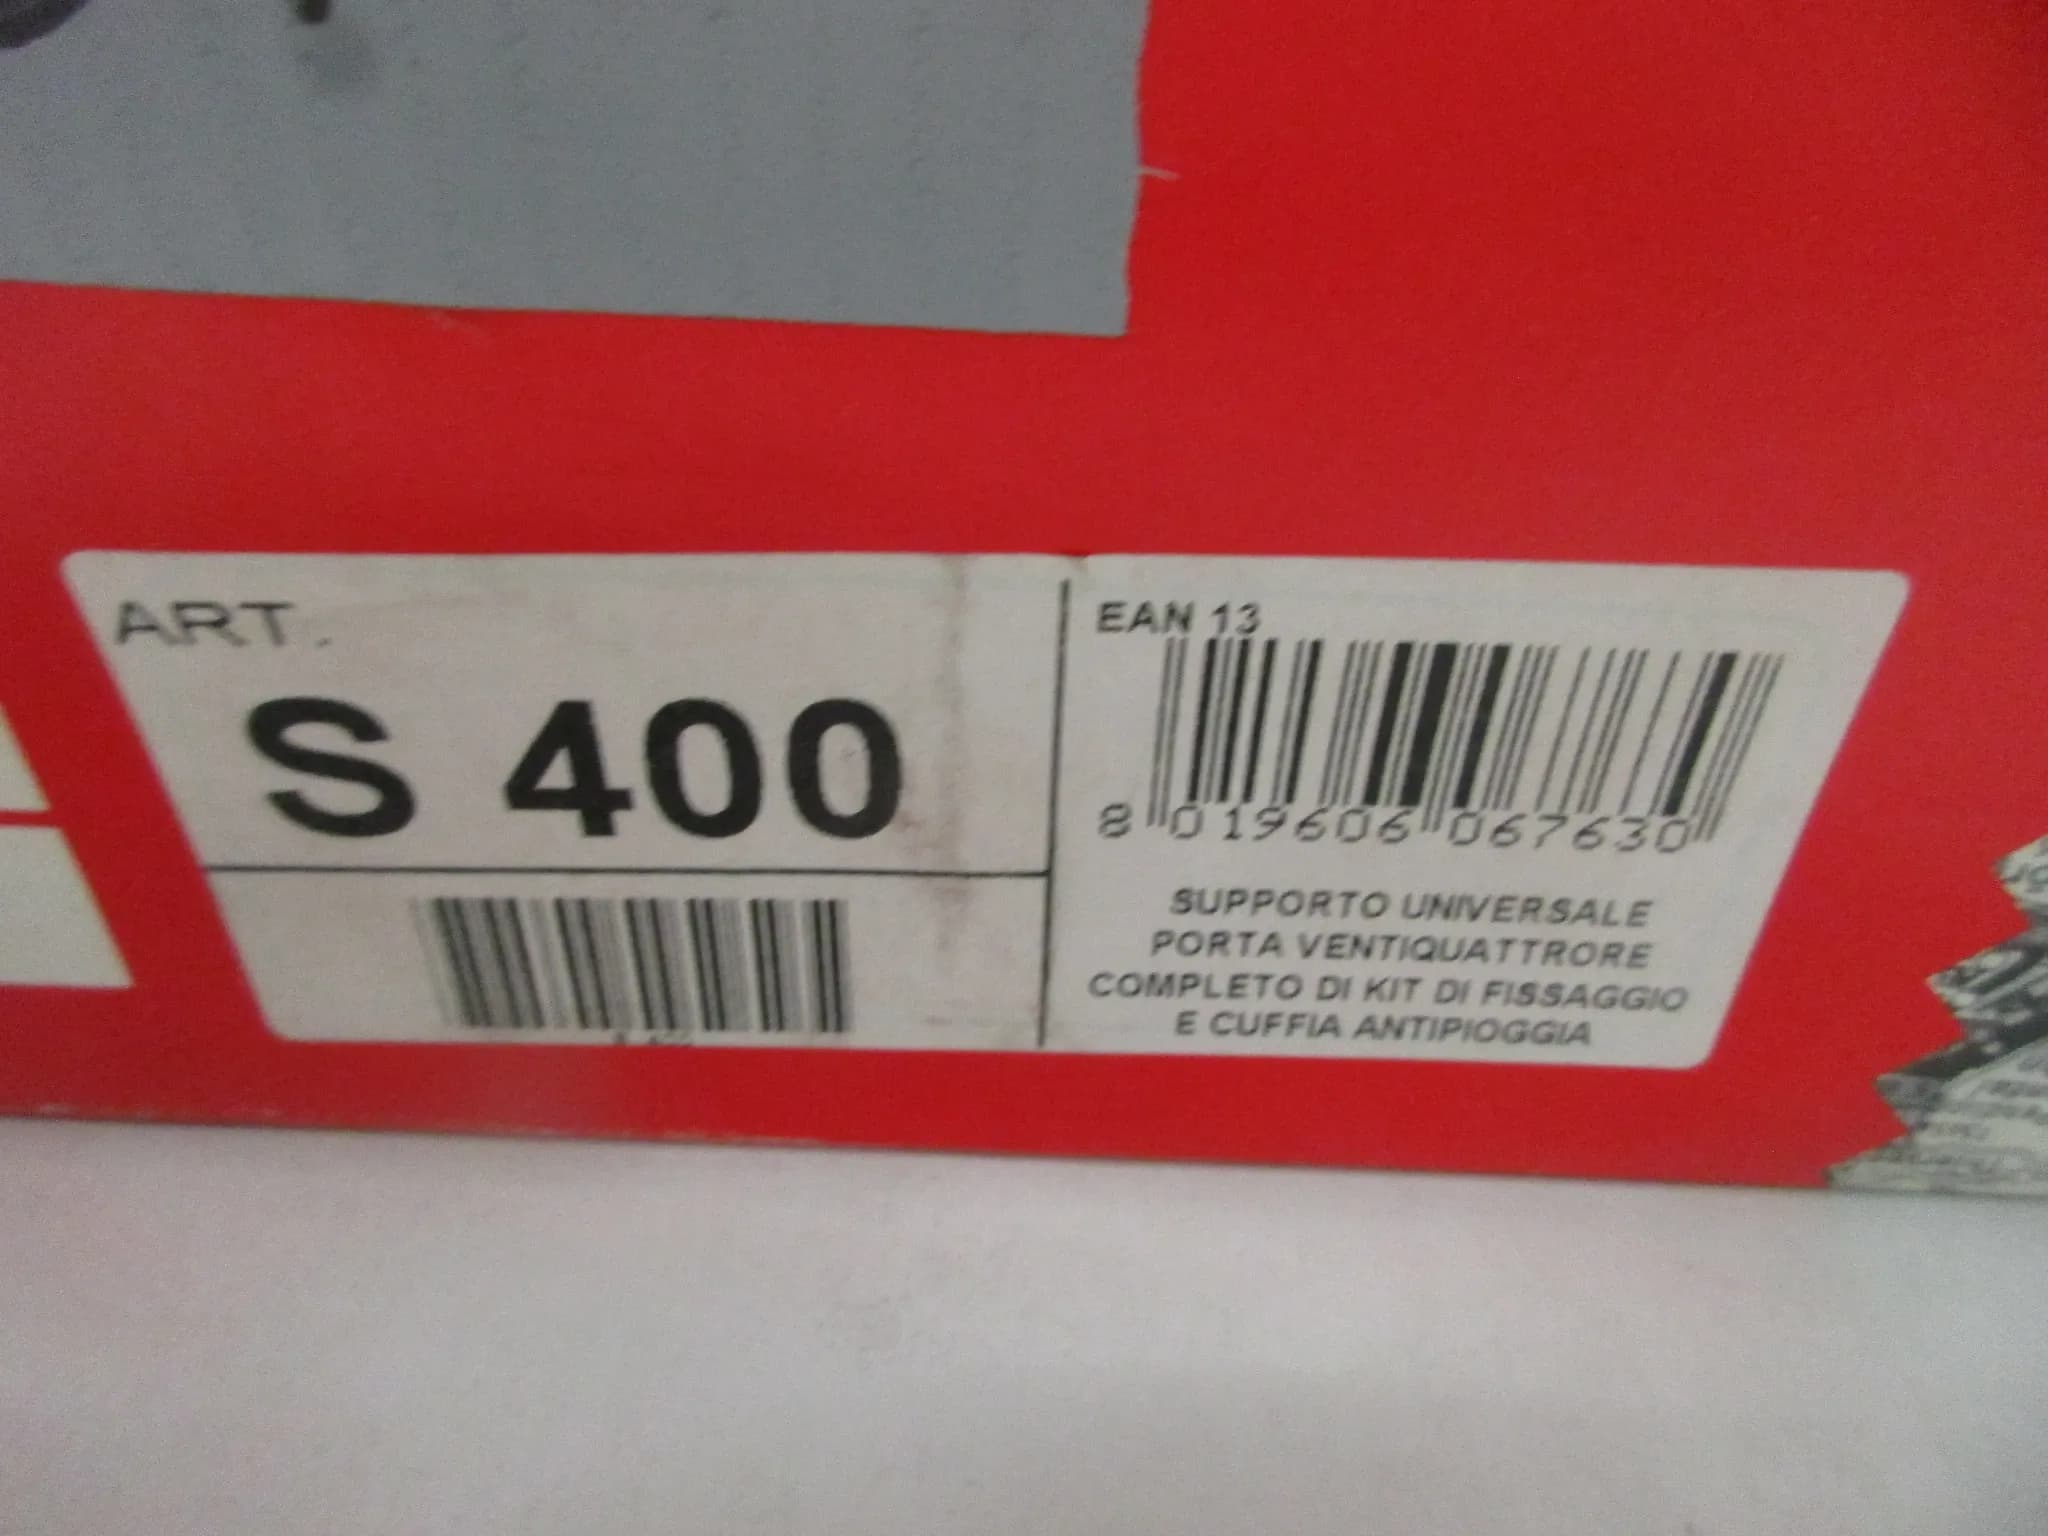 ART.
S 400
EAN 13
8 019606 067630
SUPPORTO UNIVERSALE
PORTA VENTIQUATTRORE
COMPLETO DI KIT DI FISSAGGIO
E CUFFIA ANTIPIOGGIA